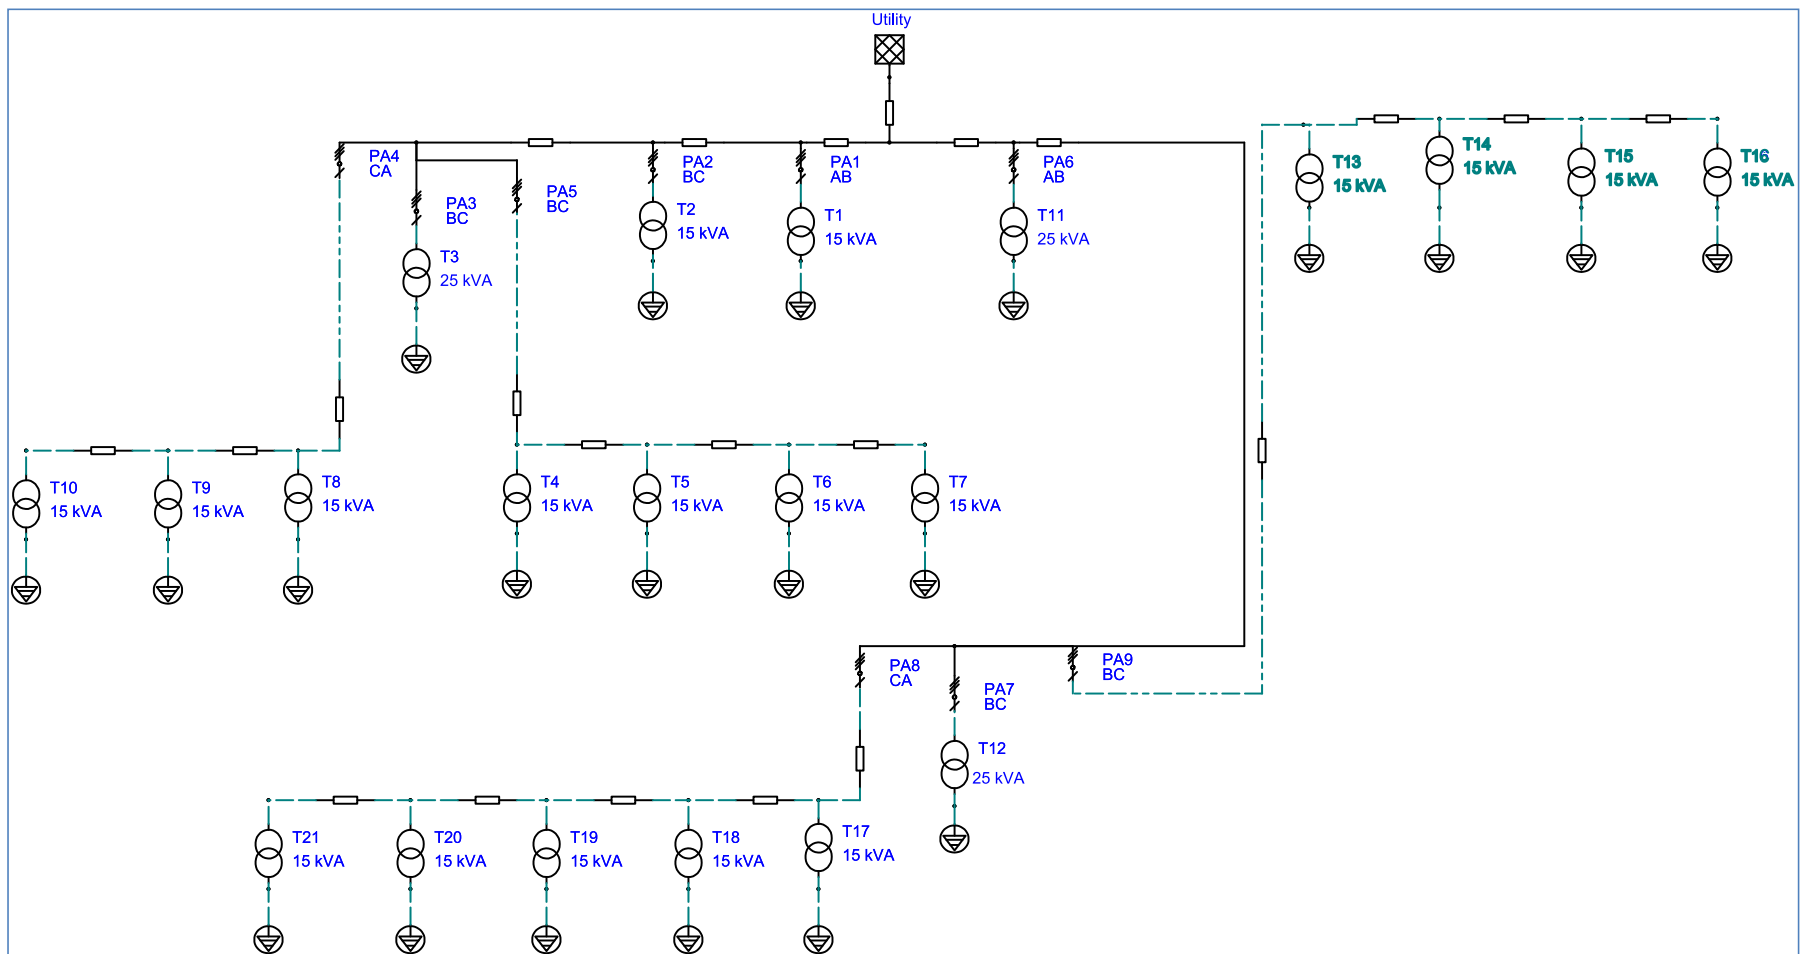 Utility
PA4
CA
PA3
BC
PA5
BC
PA2
BC
PA1
AB
PA6
AB
T13
15 kVA
T14
15 kVA
T15
15 kVA
T16
15 kVA
T3
25 kVA
T2
15 kVA
T1
15 kVA
T11
25 kVA
T10
15 kVA
T9
15 kVA
T8
15 kVA
T4
15 kVA
T5
15 kVA
T6
15 kVA
T7
15 kVA
PA8
CA
PA7
BC
PA9
BC
T12
25 kVA
T21
15 kVA
T20
15 kVA
T19
15 kVA
T18
15 kVA
T17
15 kVA